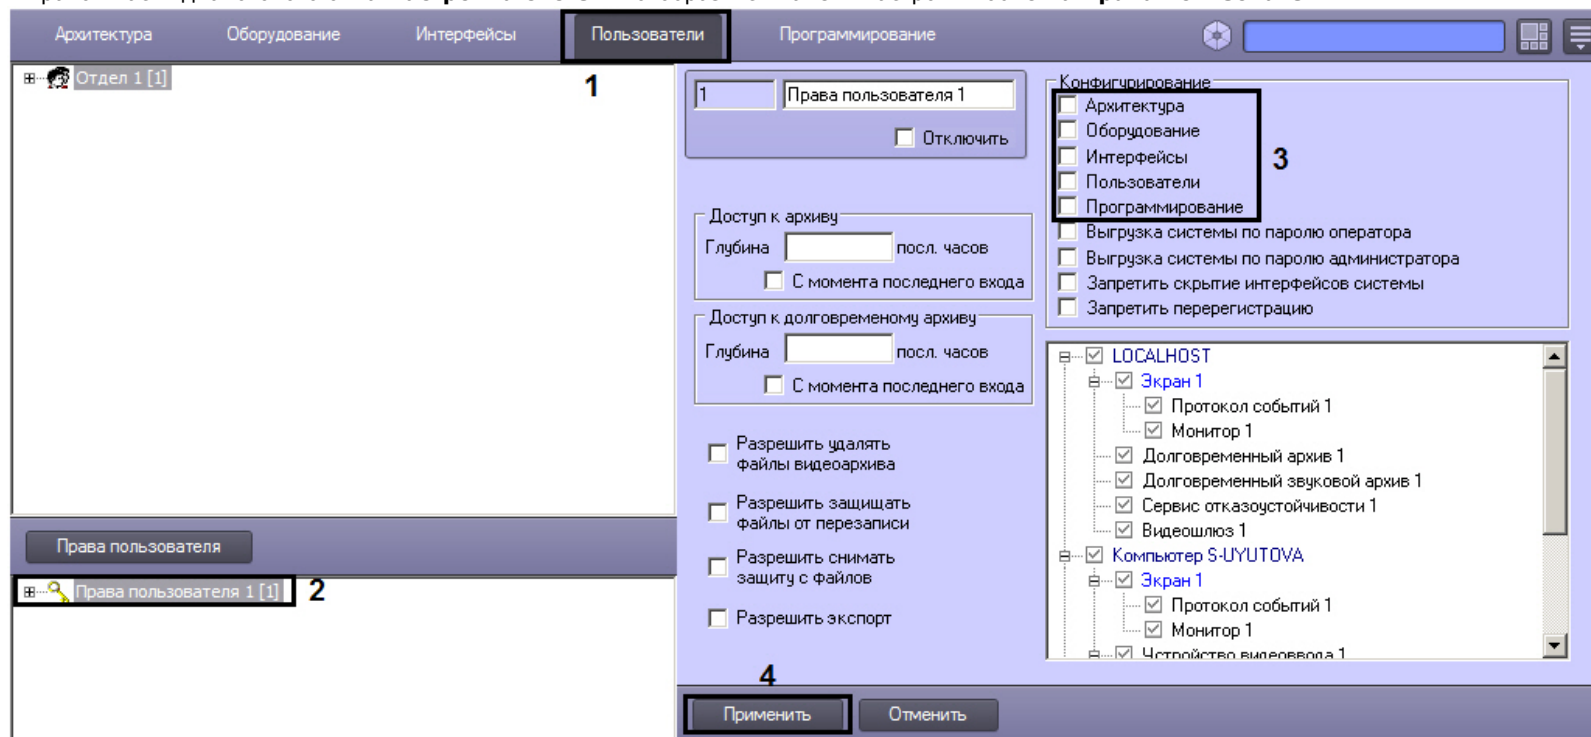 Архитектура
Оборудование
Интерфейсы
Пользователи
Программирование
1
Отдел 1 [1]
Права пользователя
Права пользователя 1 [1]
2
1
Права пользователя 1
Отключить
Доступ к архиву
Глубина
посл. часов
С момента последнего входа
Доступ к долговременому архиву
Глубина
посл. часов
С момента последнего входа
Разрешить удалять
файлы видеоархива
Разрешить защищать
файлы от перезаписи
Разрешить снимать
защиту с файлов
Разрешить экспорт
Конфигурирование
Архитектура
Оборудование
Интерфейсы
Пользователи
Программирование
3
Выгрузка системы по паролю оператора
Выгрузка системы по паролю администратора
Запретить скрытие интерфейсов системы
Запретить перерегистрацию
LOCALHOST
Экран 1
Протокол событий 1
Монитор 1
Долговременный архив 1
Долговременный звуковой архив 1
Сервис отказоустойчивости 1
Видеошлюз 1
Компьютер S-UYUTOVA
Экран 1
Протокол событий 1
Монитор 1
Устройство видеоввода 1
4
Применить
Отменить